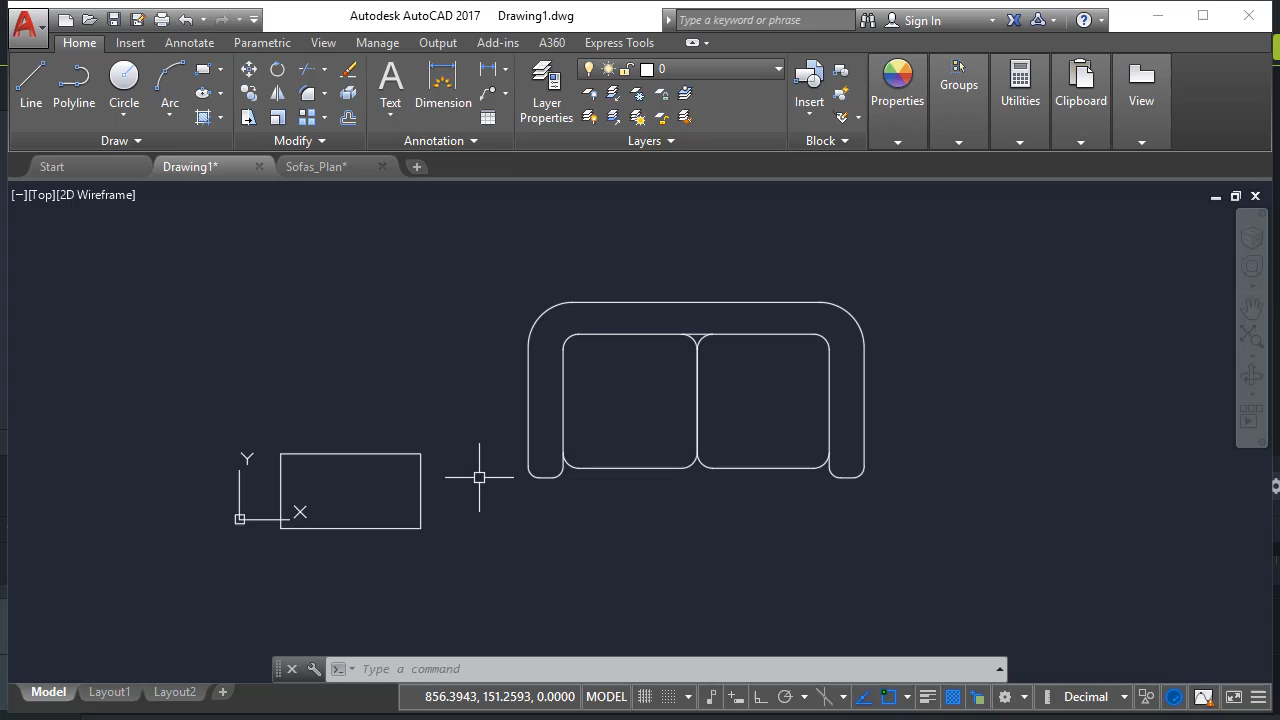 Autodesk AutoCAD 2017 Drawing1.dwg
Type a keyword or phrase
Sign In
Home Insert Annotate Parametric View Manage Output Add-ins A360 Express Tools
0
Line Polyline Circle Arc
Text Dimension
Layer Properties
Insert
Properties Groups Utilities Clipboard View
Draw Modify Annotation Layers Block
Start Drawing1* Sofas_Plan*
[−][Top][2D Wireframe]
Y
X
Type a command
Model Layout1 Layout2
856.3943, 151.2593, 0.0000 MODEL Decimal